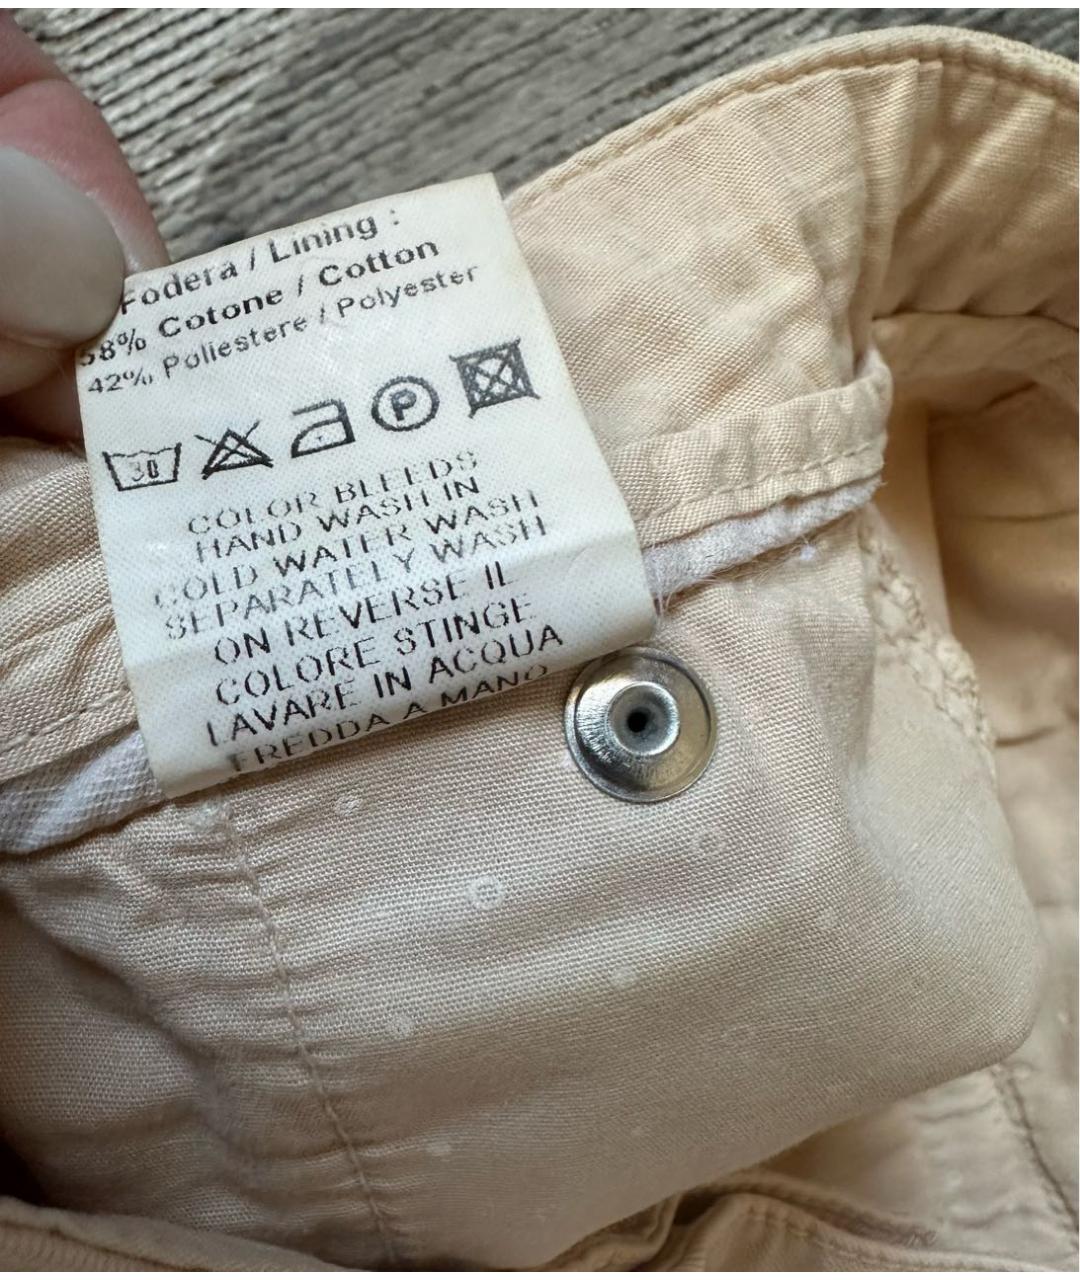 Fodera / Lining :
58% Cotone / Cotton
42% Poliestere / Polyester
30 P
COLOR BLEEDS
HAND WASH IN
COLD WATER WASH
SEPARATELY WASH
ON REVERSE IL
COLORE STINGE
LAVARE IN ACQUA
FREDDA A MANO